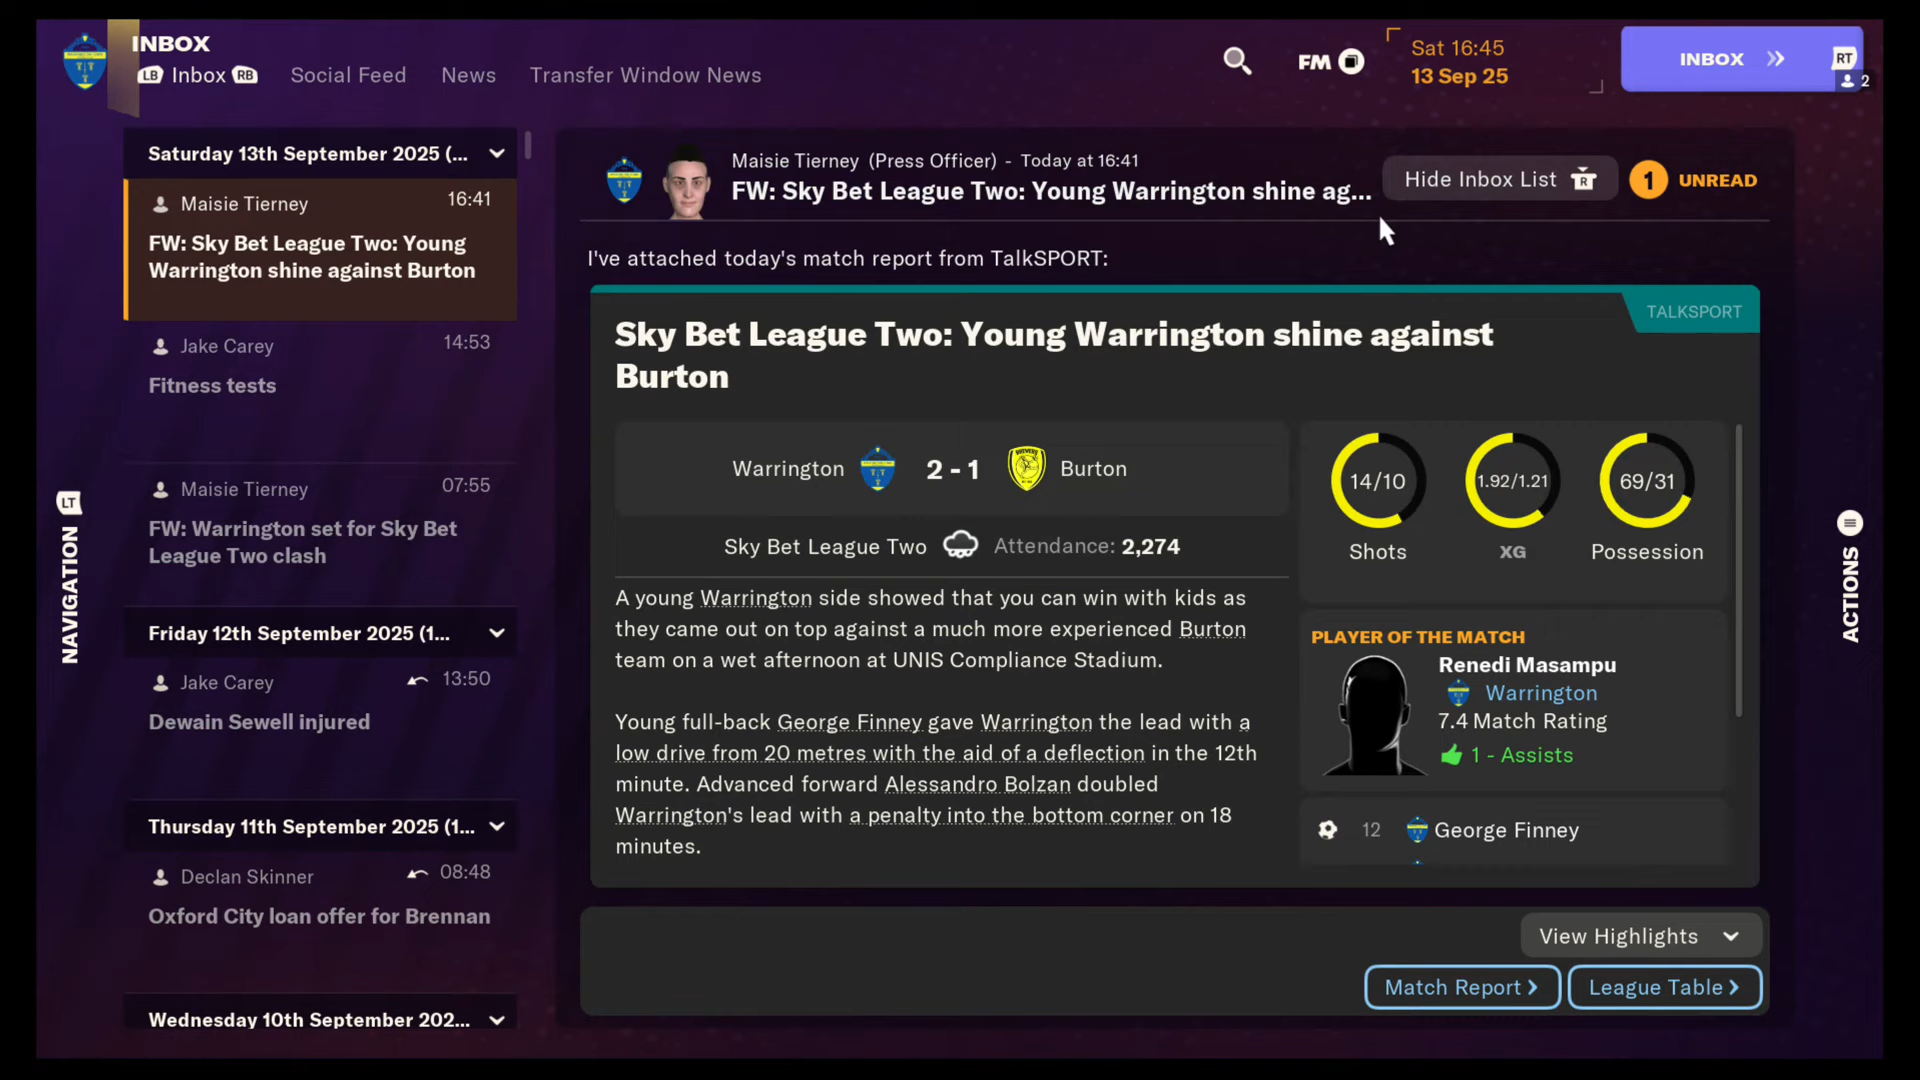 INBOX
LB Inbox RB
Social Feed
News
Transfer Window News
FM
Sat 16:45
13 Sep 25
INBOX
RT
2
Saturday 13th September 2025 (...
Maisie Tierney
16:41
FW: Sky Bet League Two: Young
Warrington shine against Burton
Jake Carey
14:53
Fitness tests
Maisie Tierney
07:55
FW: Warrington set for Sky Bet
League Two clash
Friday 12th September 2025 (1...
Jake Carey
13:50
Dewain Sewell injured
Thursday 11th September 2025 (1...
Declan Skinner
08:48
Oxford City loan offer for Brennan
Wednesday 10th September 202...
LT
NAVIGATION
Maisie Tierney (Press Officer) - Today at 16:41
FW: Sky Bet League Two: Young Warrington shine ag...
Hide Inbox List
R
1 UNREAD
I've attached today's match report from TalkSPORT:
TALKSPORT
Sky Bet League Two: Young Warrington shine against
Burton
Warrington
2 - 1
Burton
Sky Bet League Two
Attendance: 2,274
A young Warrington side showed that you can win with kids as
they came out on top against a much more experienced Burton
team on a wet afternoon at UNIS Compliance Stadium.
Young full-back George Finney gave Warrington the lead with a
low drive from 20 metres with the aid of a deflection in the 12th
minute. Advanced forward Alessandro Bolzan doubled
Warrington's lead with a penalty into the bottom corner on 18
minutes.
14/10
Shots
1.92/1.21
XG
69/31
Possession
PLAYER OF THE MATCH
Renedi Masampu
Warrington
7.4 Match Rating
1 - Assists
12 George Finney
View Highlights
Match Report
League Table
ACTIONS